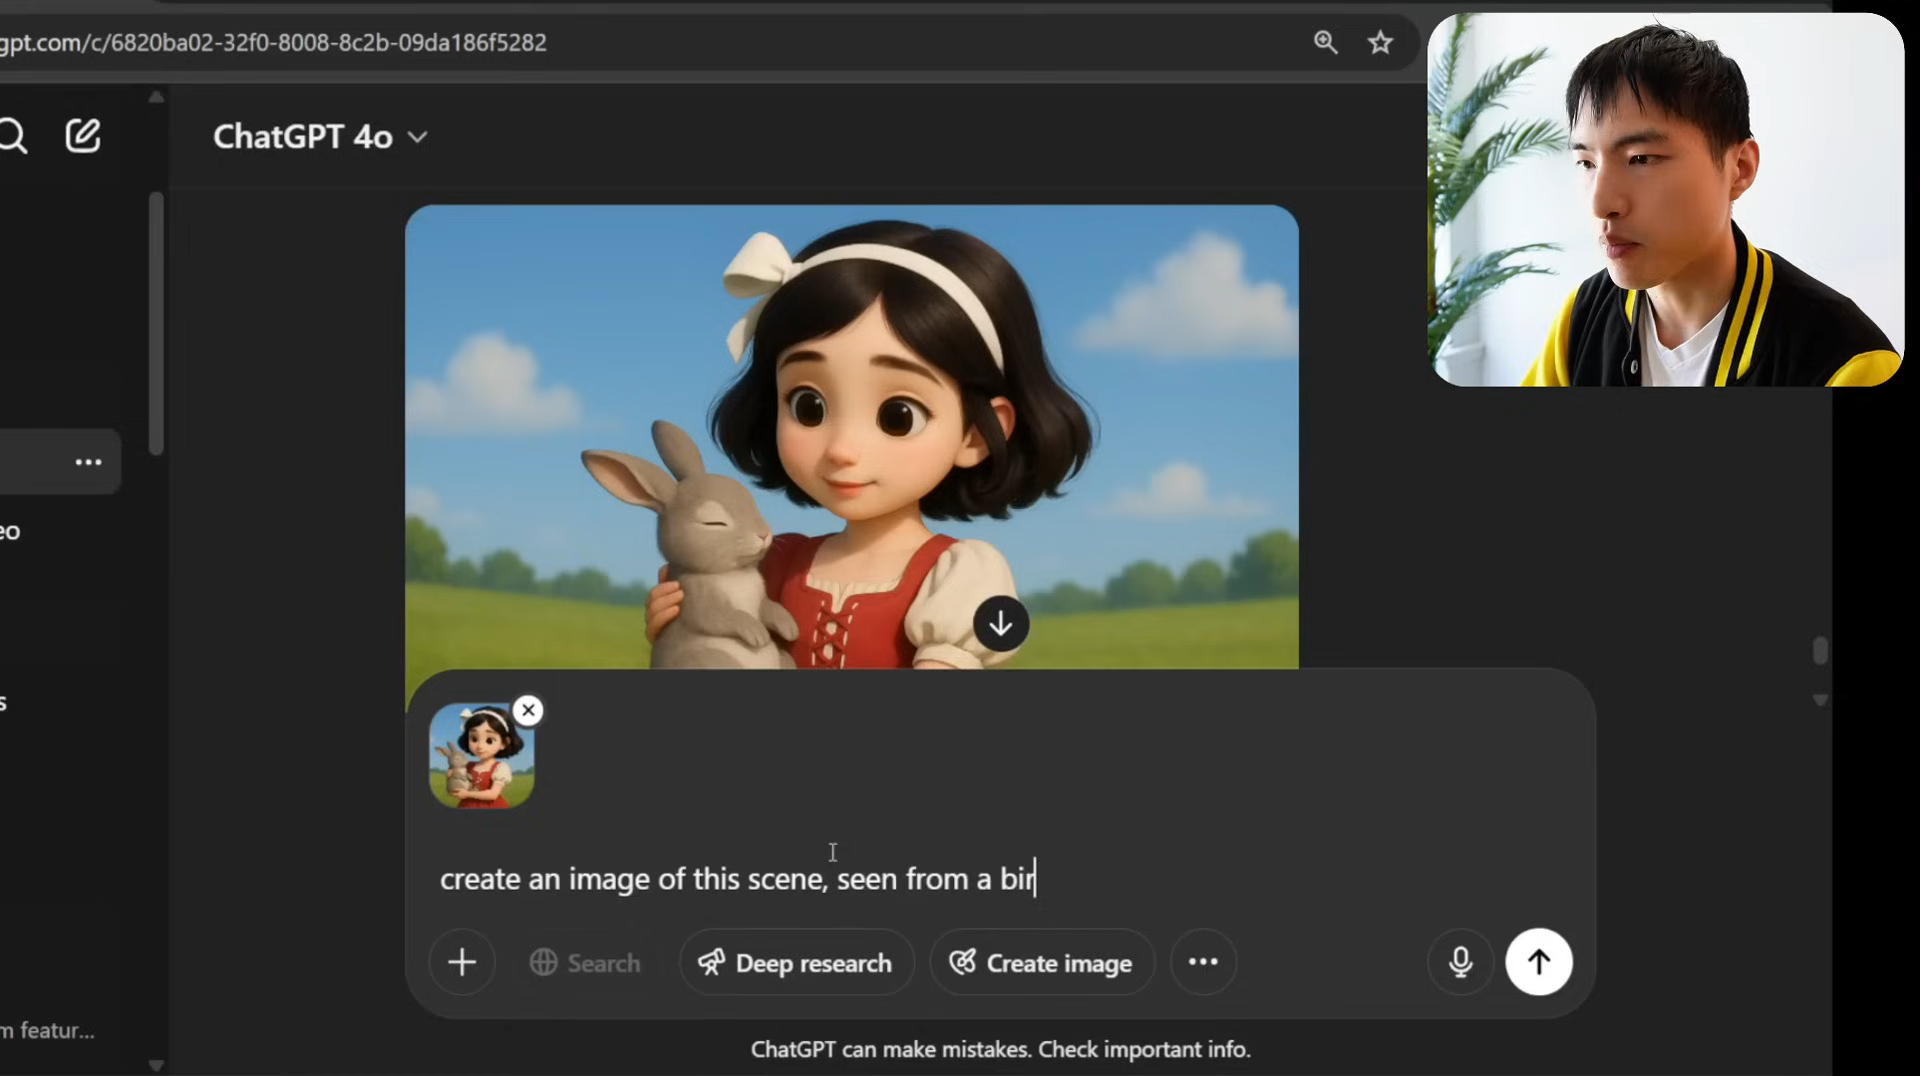 gpt.com/c/6820ba02-32f0-8008-8c2b-09da186f5282
ChatGPT 4o
eo
s
create an image of this scene, seen from a bir
Search
Deep research
Create image
m featur...
ChatGPT can make mistakes. Check important info.